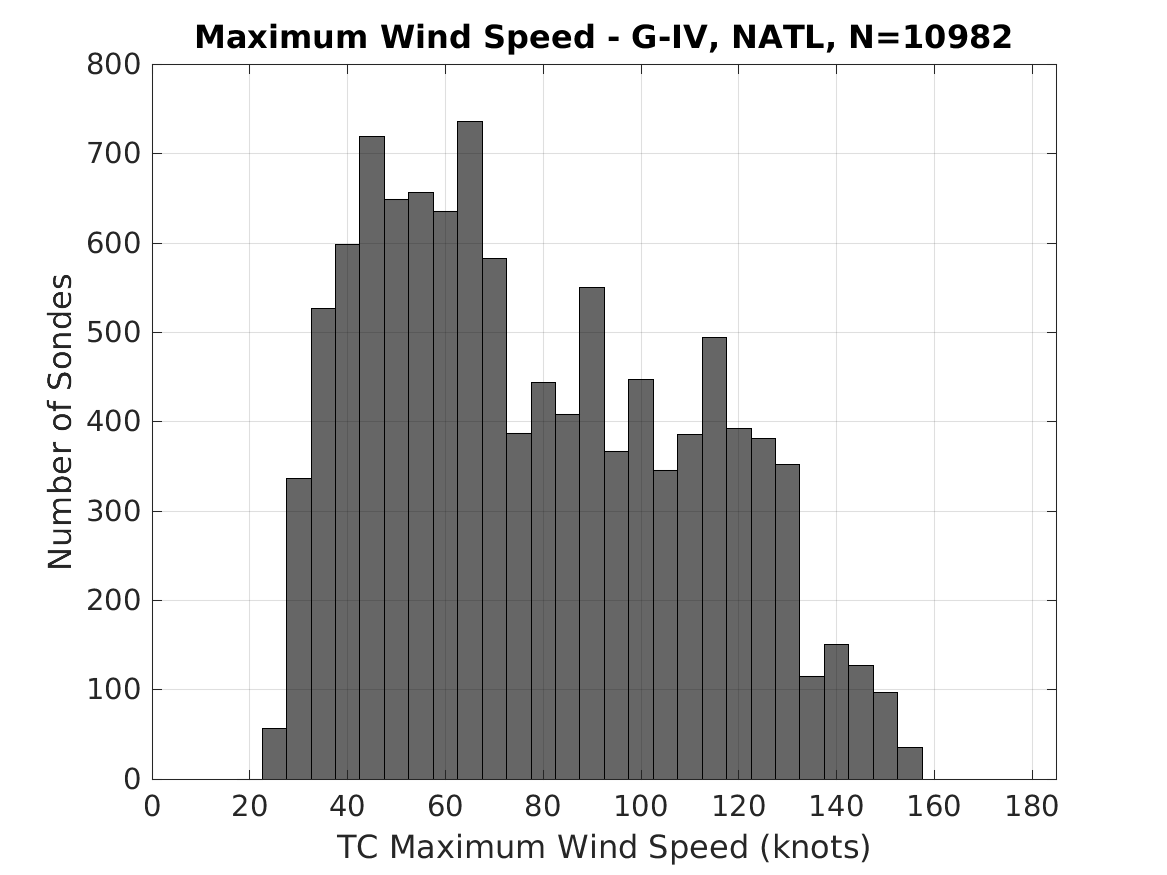 Maximum Wind Speed - G-IV, NATL, N=10982
800
700
600
500
400
300
200
100
0
Number of Sondes
0 20 40 60 80 100 120 140 160 180
TC Maximum Wind Speed (knots)